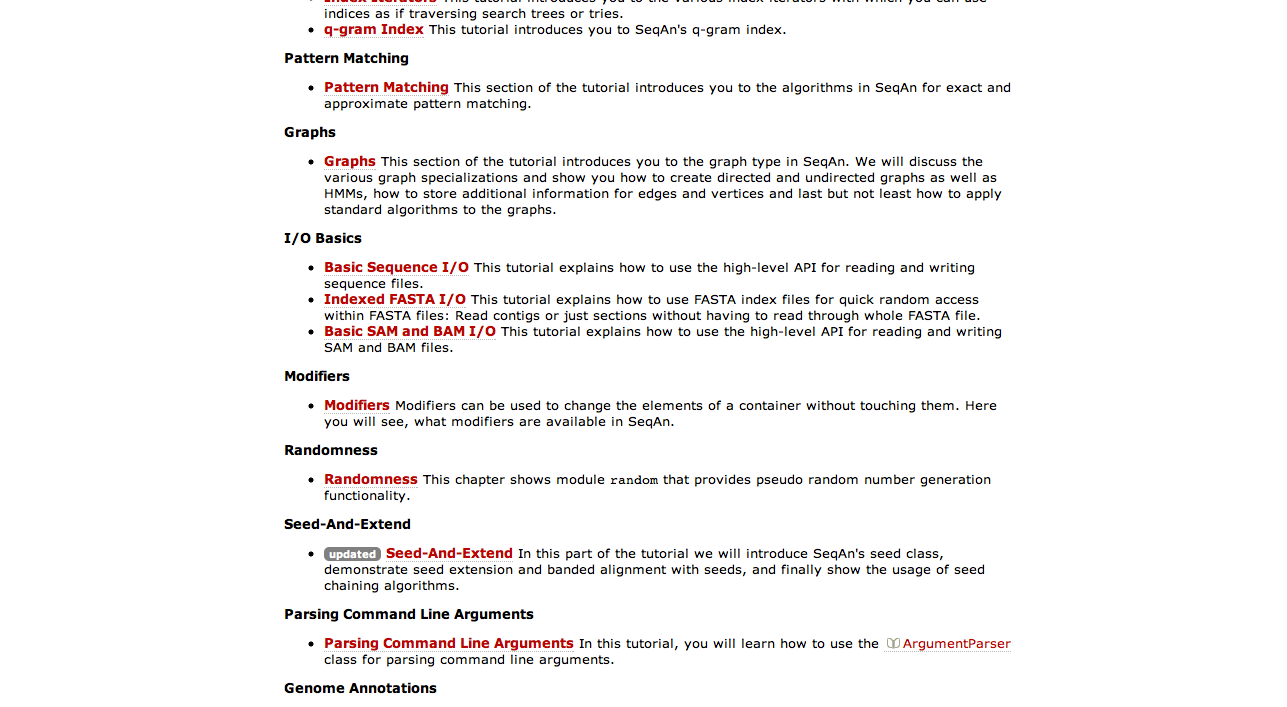 Index Iterators This tutorial introduces you to the various index iterators with which you can use
indices as if traversing search trees or tries.
q-gram Index This tutorial introduces you to SeqAn's q-gram index.
Pattern Matching
Pattern Matching This section of the tutorial introduces you to the algorithms in SeqAn for exact and
approximate pattern matching.
Graphs
Graphs This section of the tutorial introduces you to the graph type in SeqAn. We will discuss the
various graph specializations and show you how to create directed and undirected graphs as well as
HMMs, how to store additional information for edges and vertices and last but not least how to apply
standard algorithms to the graphs.
I/O Basics
Basic Sequence I/O This tutorial explains how to use the high-level API for reading and writing
sequence files.
Indexed FASTA I/O This tutorial explains how to use FASTA index files for quick random access
within FASTA files: Read contigs or just sections without having to read through whole FASTA file.
Basic SAM and BAM I/O This tutorial explains how to use the high-level API for reading and writing
SAM and BAM files.
Modifiers
Modifiers Modifiers can be used to change the elements of a container without touching them. Here
you will see, what modifiers are available in SeqAn.
Randomness
Randomness This chapter shows module random that provides pseudo random number generation
functionality.
Seed-And-Extend
updated Seed-And-Extend In this part of the tutorial we will introduce SeqAn's seed class,
demonstrate seed extension and banded alignment with seeds, and finally show the usage of seed
chaining algorithms.
Parsing Command Line Arguments
Parsing Command Line Arguments In this tutorial, you will learn how to use the ArgumentParser
class for parsing command line arguments.
Genome Annotations